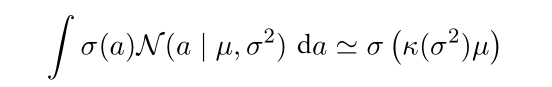 ∫ σ(a)𝒩(a | μ, σ²) da ≃ σ (κ(σ²)μ)